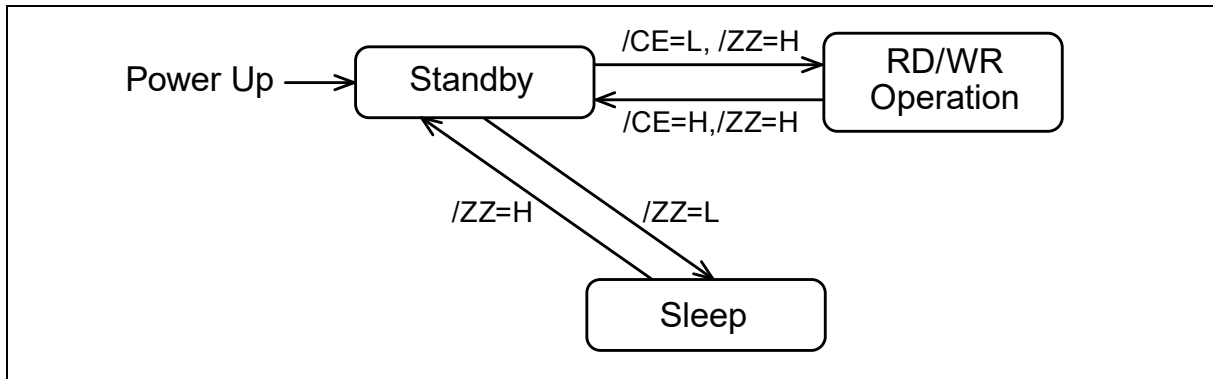 /CE=L, /ZZ=H
Power Up
Standby
RD/WR
Operation
/CE=H,/ZZ=H
/ZZ=H
/ZZ=L
Sleep